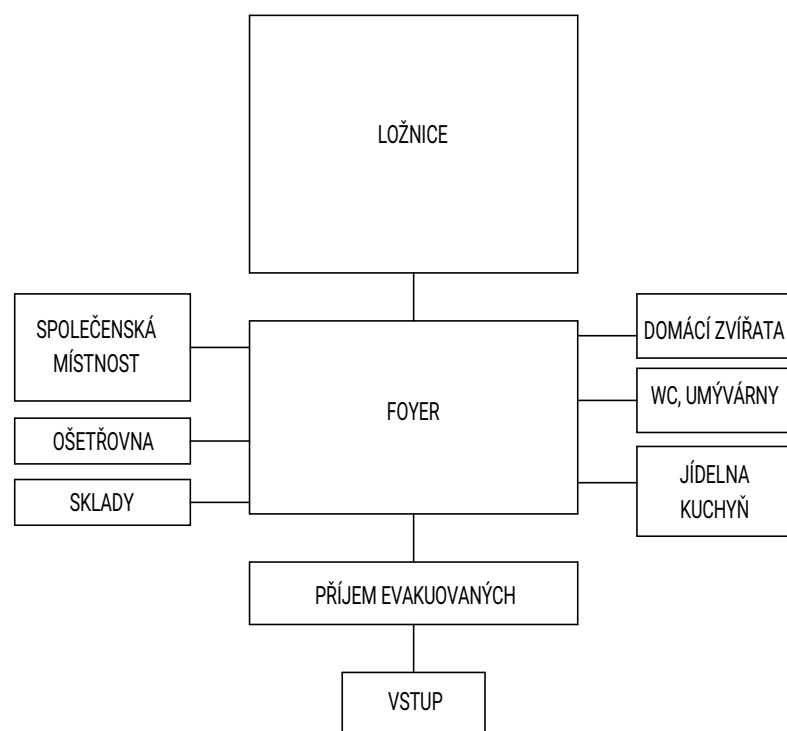 LOŽNICE
SPOLEČENSKÁ
MÍSTNOST
DOMÁCÍ ZVÍŘATA
WC, UMÝVÁRNY
FOYER
OŠETŘOVNA
SKLADY
JÍDELNA
KUCHYŇ
PŘÍJEM EVAKUOVANÝCH
VSTUP